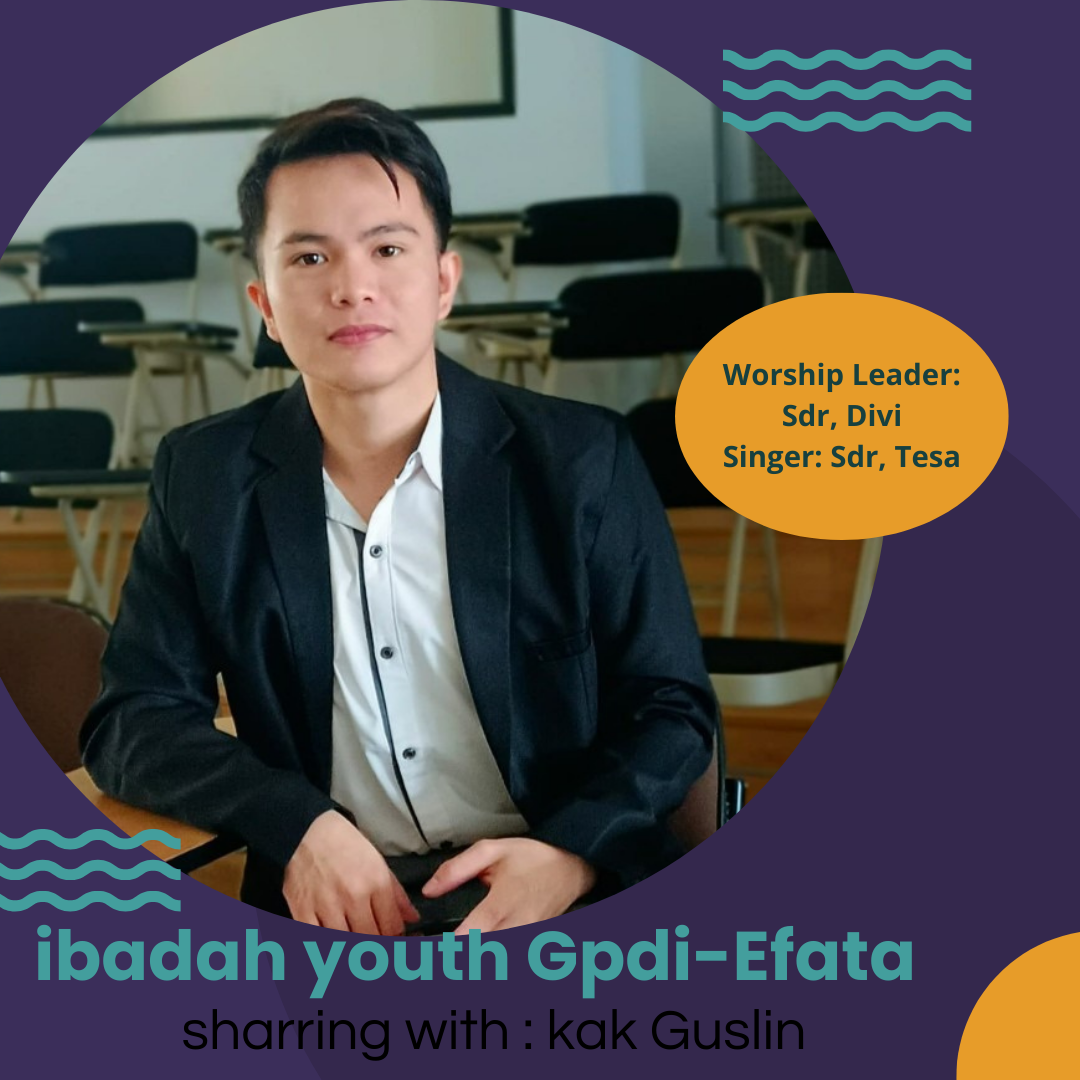 Worship Leader:
Sdr, Divi
Singer: Sdr, Tesa
ibadah youth Gpdi-Efata
sharring with : kak Guslin